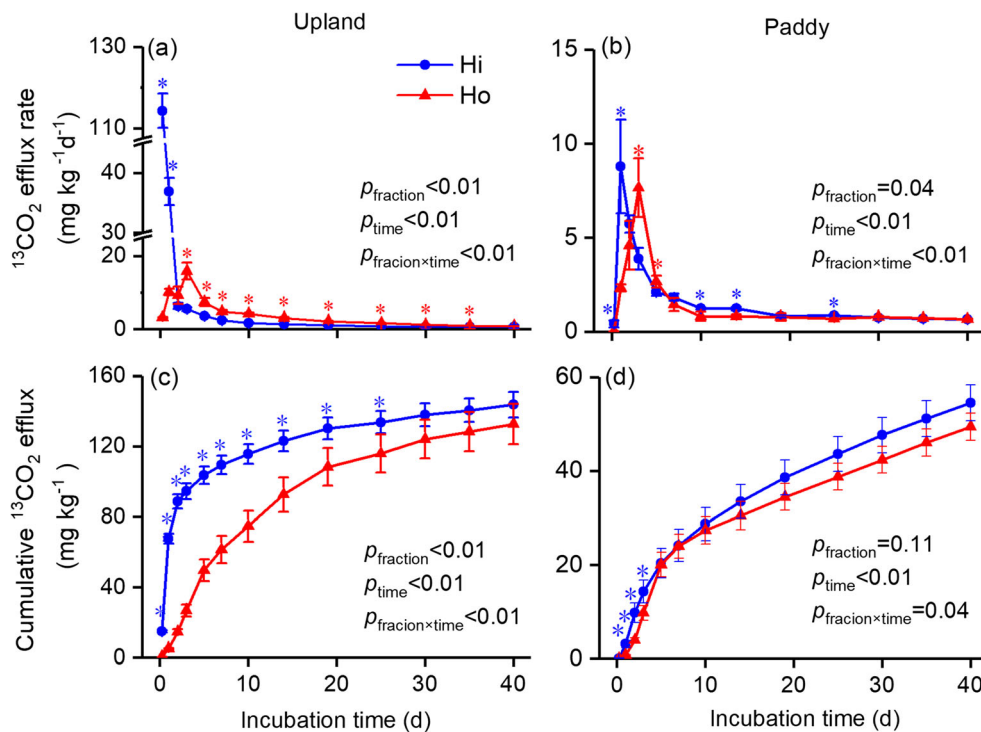 Upland
Paddy
(a)
Hi
Ho
130
110
40
30
20
10
0
¹³CO₂ efflux rate
(mg kg⁻¹d⁻¹)
p_fraction<0.01
p_time<0.01
p_fracion×time<0.01
(b)
15
10
5
0
p_fraction=0.04
p_time<0.01
p_fracion×time<0.01
(c)
160
120
80
40
0
Cumulative ¹³CO₂ efflux
(mg kg⁻¹)
p_fraction<0.01
p_time<0.01
p_fracion×time<0.01
0 10 20 30 40
Incubation time (d)
(d)
60
40
20
0
p_fraction=0.11
p_time<0.01
p_fracion×time=0.04
0 10 20 30 40
Incubation time (d)